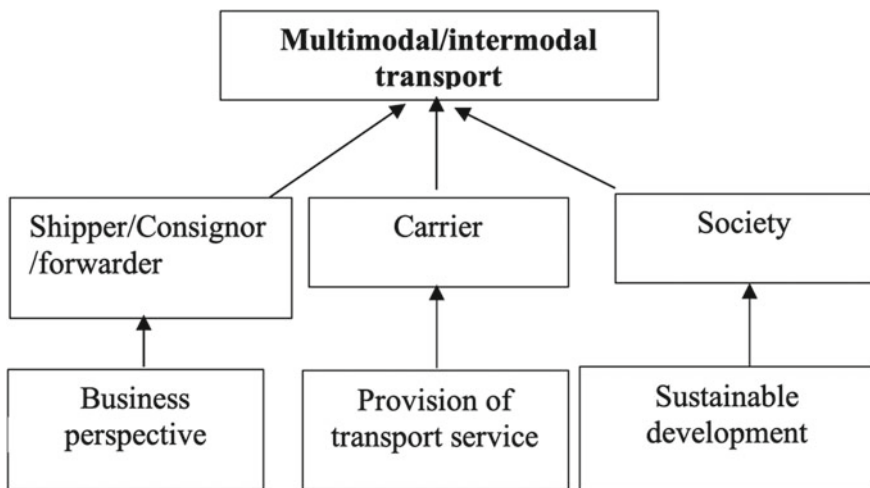 Multimodal/intermodal
transport
Shipper/Consignor
/forwarder
Carrier
Society
Business
perspective
Provision of
transport service
Sustainable
development